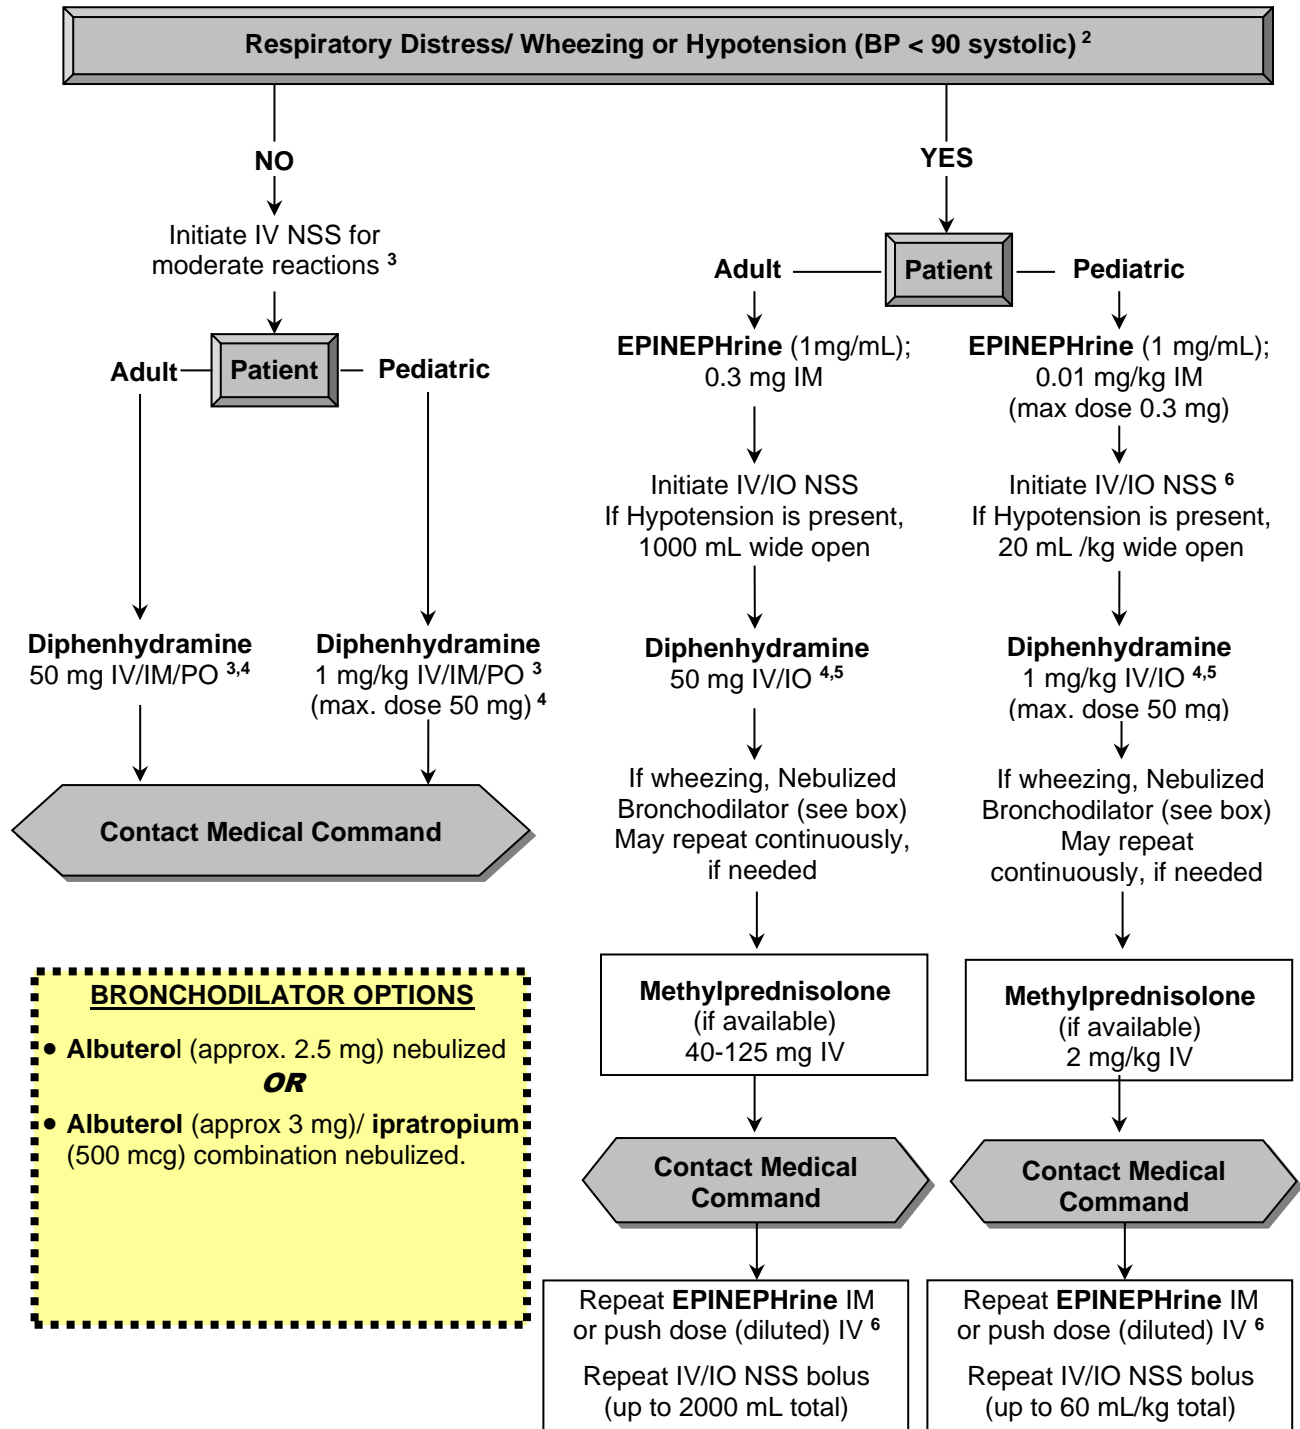 Respiratory Distress/ Wheezing or Hypotension (BP < 90 systolic) 2
NO
Initiate IV NSS for
moderate reactions 3
Adult
Patient
Pediatric
Diphenhydramine
50 mg IV/IM/PO 3,4
Diphenhydramine
1 mg/kg IV/IM/PO 3
(max. dose 50 mg) 4
Contact Medical Command
BRONCHODILATOR OPTIONS
• Albuterol (approx. 2.5 mg) nebulized
OR
• Albuterol (approx 3 mg)/ ipratropium
(500 mcg) combination nebulized.
YES
Adult
Patient
Pediatric
EPINEPHrine (1mg/mL);
0.3 mg IM
Initiate IV/IO NSS
If Hypotension is present,
1000 mL wide open
Diphenhydramine
50 mg IV/IO 4,5
If wheezing, Nebulized
Bronchodilator (see box)
May repeat continuously,
if needed
Methylprednisolone
(if available)
40-125 mg IV
Contact Medical
Command
Repeat EPINEPHrine IM
or push dose (diluted) IV 6
Repeat IV/IO NSS bolus
(up to 2000 mL total)
EPINEPHrine (1 mg/mL);
0.01 mg/kg IM
(max dose 0.3 mg)
Initiate IV/IO NSS 6
If Hypotension is present,
20 mL /kg wide open
Diphenhydramine
1 mg/kg IV/IO 4,5
(max. dose 50 mg)
If wheezing, Nebulized
Bronchodilator (see box)
May repeat
continuously, if needed
Methylprednisolone
(if available)
2 mg/kg IV
Contact Medical
Command
Repeat EPINEPHrine IM
or push dose (diluted) IV 6
Repeat IV/IO NSS bolus
(up to 60 mL/kg total)